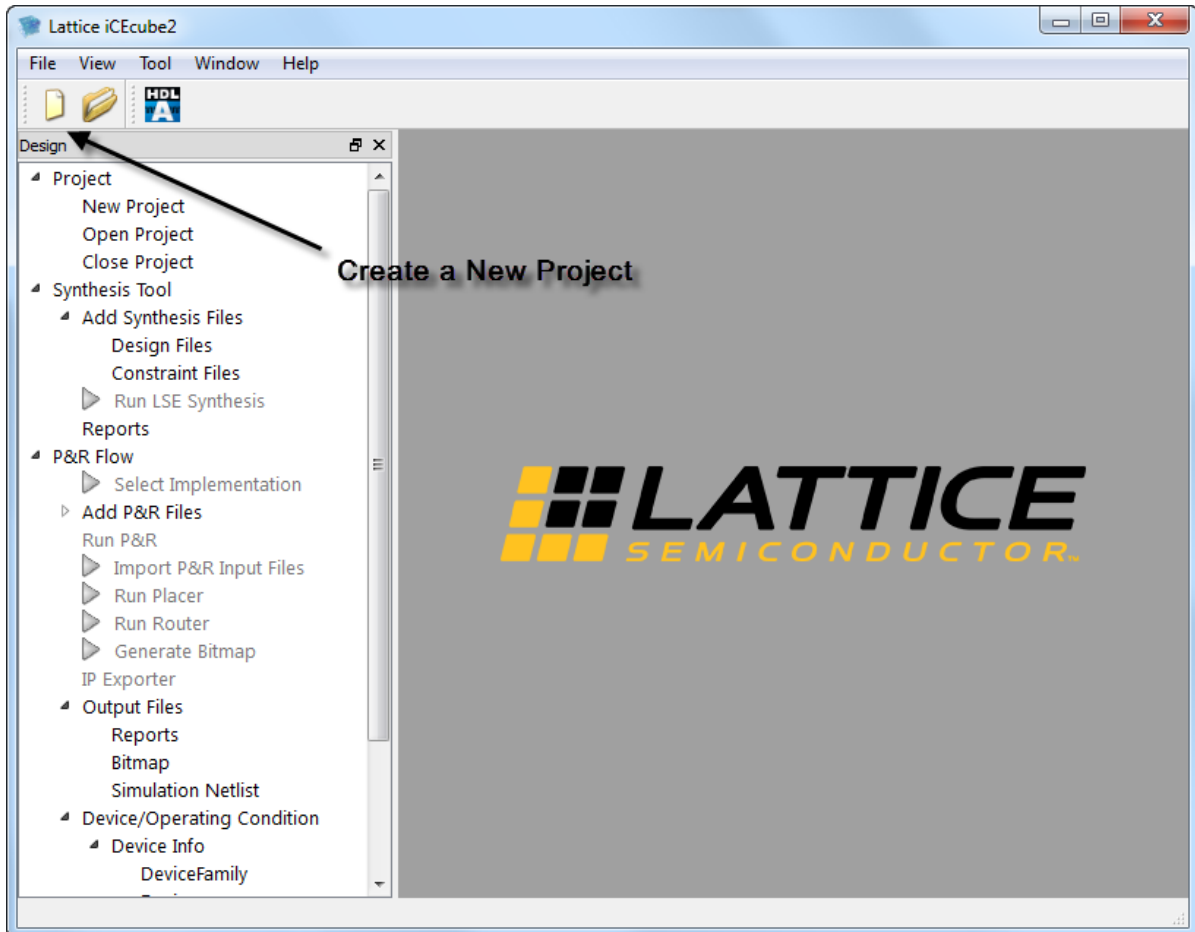 Lattice iCEcube2
File View Tool Window Help
HDL
A
Design
Project
New Project
Open Project
Close Project
Create a New Project
Synthesis Tool
Add Synthesis Files
Design Files
Constraint Files
Run LSE Synthesis
Reports
P&R Flow
Select Implementation
Add P&R Files
Run P&R
Import P&R Input Files
Run Placer
Run Router
Generate Bitmap
IP Exporter
Output Files
Reports
Bitmap
Simulation Netlist
Device/Operating Condition
Device Info
DeviceFamily
LATTICE
SEMICONDUCTOR™